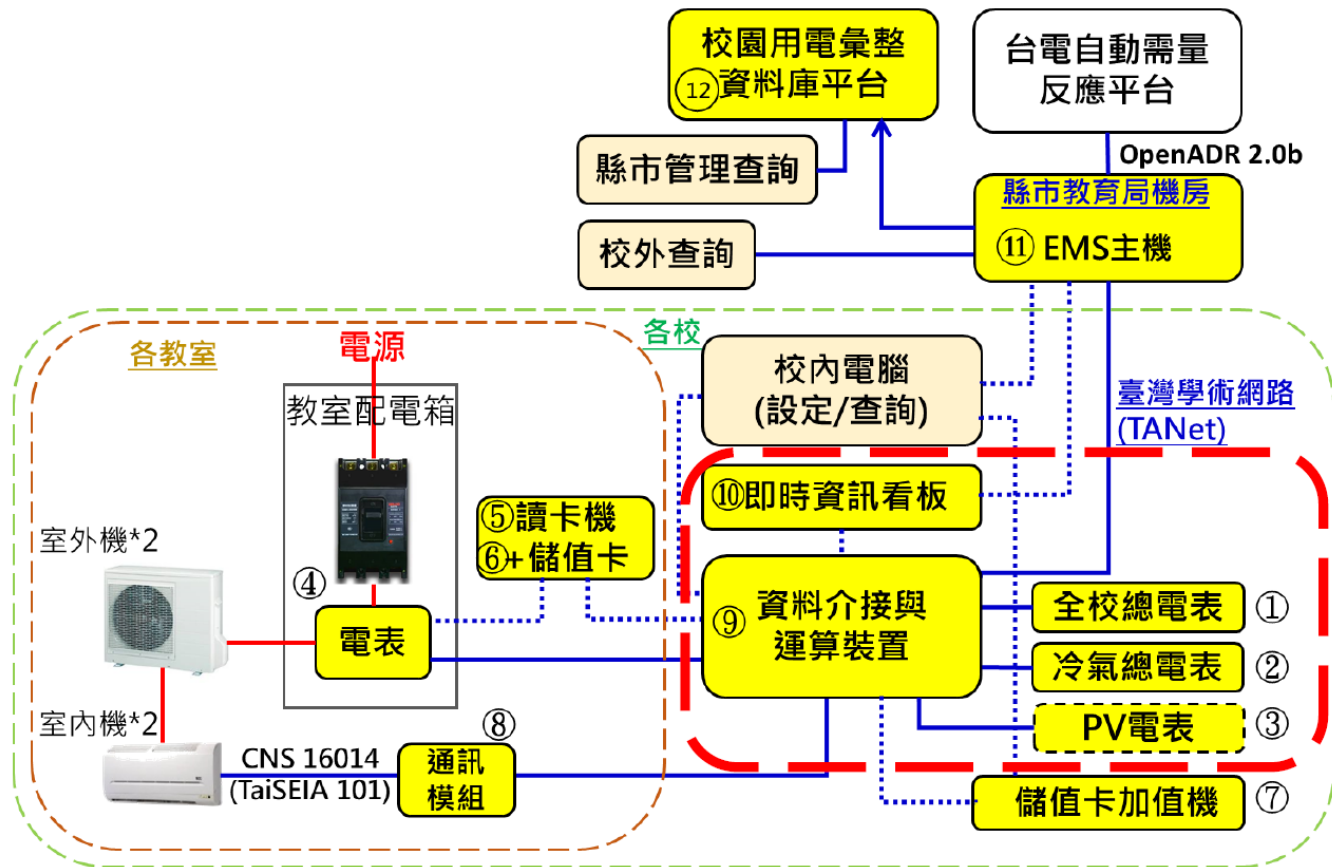 校園用電彙整
⑫資料庫平台
台電自動需量
反應平台
OpenADR 2.0b
縣市管理查詢
縣市教育局機房
⑪EMS主機
校外查詢
各教室
電源
各校
教室配電箱
校內電腦
(設定/查詢)
臺灣學術網路
(TANet)
⑤讀卡機
⑥+儲值卡
⑩即時資訊看板
室外機*2
④
電表
⑨
資料介接與
運算裝置
全校總電表 ①
冷氣總電表 ②
PV電表 ③
室內機*2
CNS 16014
(TaiSEIA 101)
⑧
通訊
模組
儲值卡加值機 ⑦